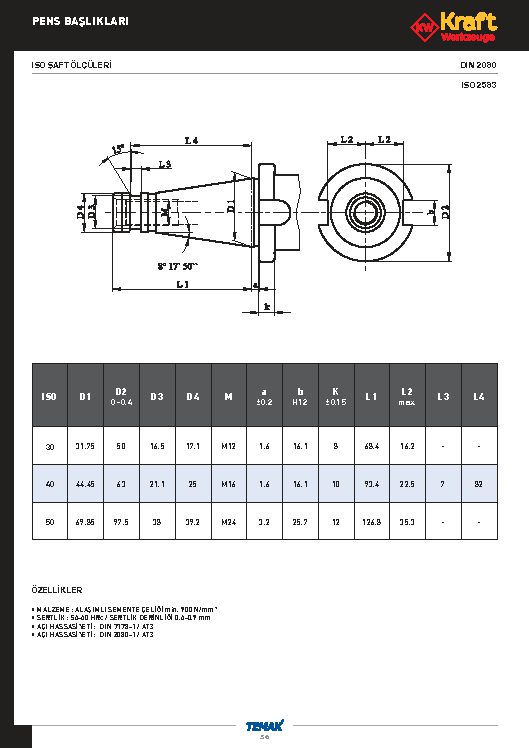 PENS BAŞLIKLARI
KW Kraft
Werkzeuge
ISO ŞAFT ÖLÇÜLERİ DIN 2080
ISO 2583
L4 L2 L2
15°
L3
D4 D3 M D1 b D2
8° 17' 50''
L1 a
k
ISO D1 D2 D3 D4 M a b K L1 L2 L3 L4
0-0.4 ±0.2 H12 ±0.15 max
30 31.75 50 16.5 17.1 M12 1.6 16.1 8 68.4 16.2 - -
40 44.45 63 21.1 25 M16 1.6 16.1 10 93.4 22.5 7 82
50 69.85 97.5 38 39.2 M24 3.2 25.7 12 126.8 35.3 - -
ÖZELLİKLER
• MALZEME : ALAŞIMLI SEMENTE ÇELİĞİ min. 900 N/mm²
• SERTLİK : 56-60 HRc / SERTLİK DERİNLİĞİ 0.6-0.9 mm
• AÇI HASSASİYETİ : DIN 7178-1 / AT3
• AÇI HASSASİYETİ : DIN 2080-1 / AT3
TEMAK
56